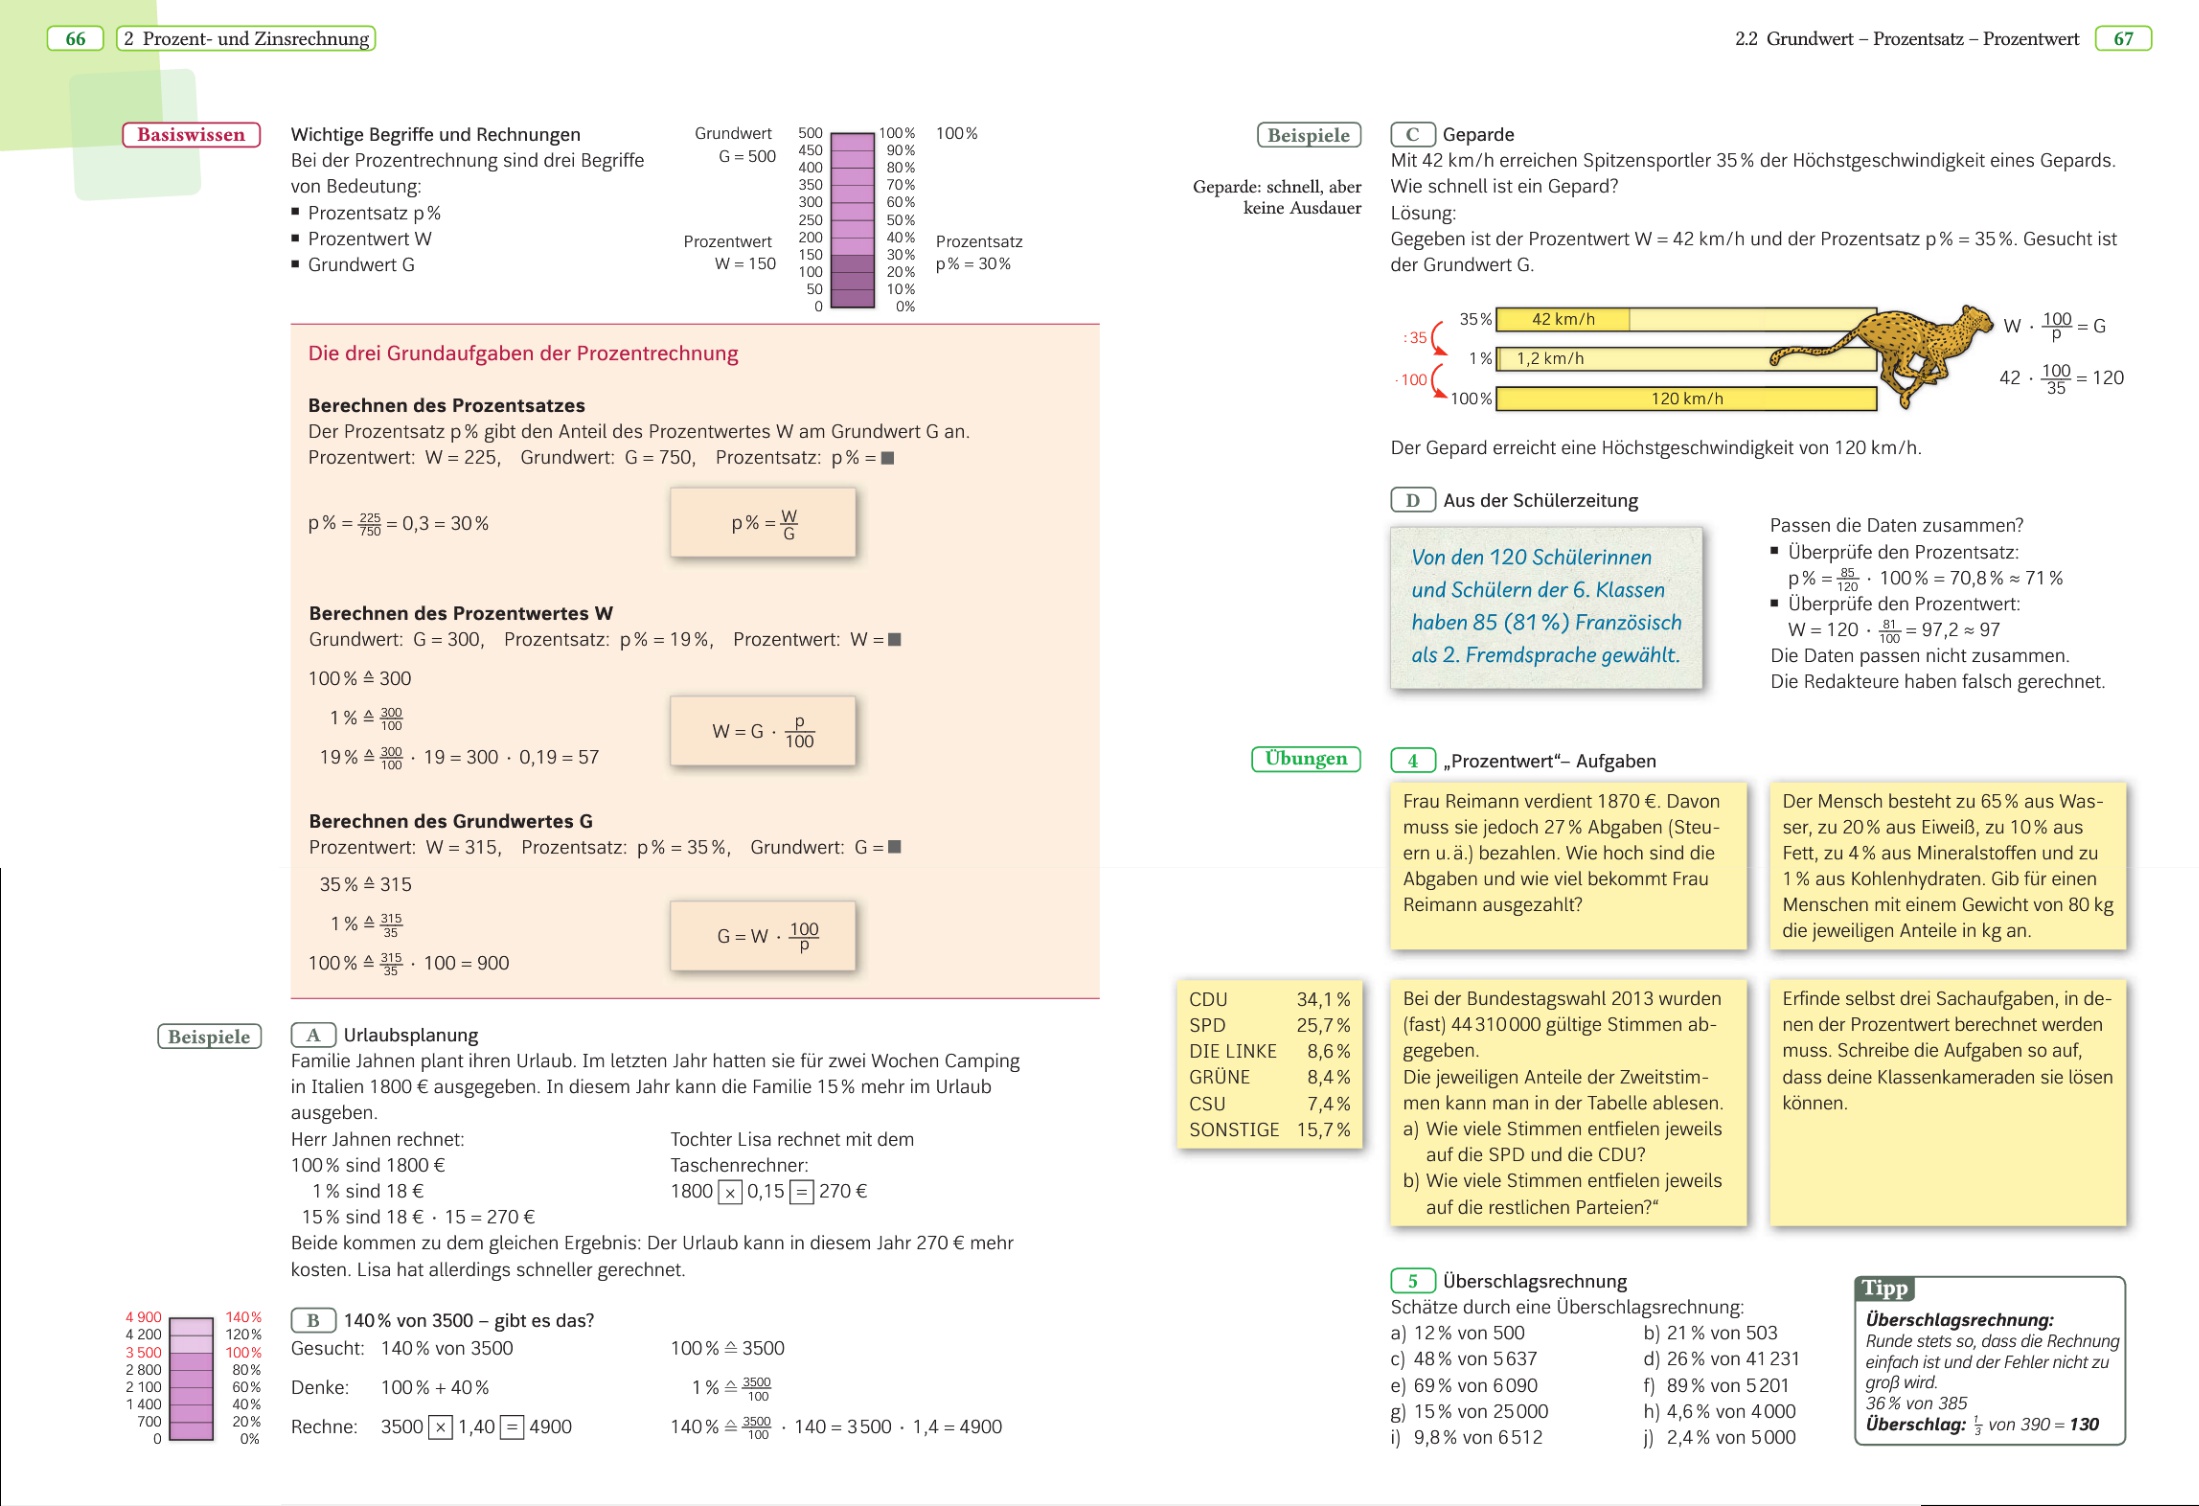 66
2 Prozent- und Zinsrechnung
Basiswissen
Wichtige Begriffe und Rechnungen
Bei der Prozentrechnung sind drei Begriffe
von Bedeutung:
▪ Prozentsatz p %
▪ Prozentwert W
▪ Grundwert G
Grundwert
G = 500
Prozentwert
W = 150
500 100 % 100 %
450 90 %
400 80 %
350 70 %
300 60 %
250 50 %
200 40 %
150 30 %
100 20 %
50 10 %
0 0 %
Prozentsatz
p % = 30 %
Die drei Grundaufgaben der Prozentrechnung
Berechnen des Prozentsatzes
Der Prozentsatz p % gibt den Anteil des Prozentwertes W am Grundwert G an.
Prozentwert: W = 225, Grundwert: G = 750, Prozentsatz: p % = ■
p % = 225/750 = 0,3 = 30 %
p % = W/G
Berechnen des Prozentwertes W
Grundwert: G = 300, Prozentsatz: p % = 19 %, Prozentwert: W = ■
100 % ≙ 300
1 % ≙ 300/100
19 % ≙ 300/100 · 19 = 300 · 0,19 = 57
W = G · p/100
Berechnen des Grundwertes G
Prozentwert: W = 315, Prozentsatz: p % = 35 %, Grundwert: G = ■
35 % ≙ 315
1 % ≙ 315/35
100 % ≙ 315/35 · 100 = 900
G = W · 100/p
Beispiele
A Urlaubsplanung
Familie Jahnen plant ihren Urlaub. Im letzten Jahr hatten sie für zwei Wochen Camping
in Italien 1800 € ausgegeben. In diesem Jahr kann die Familie 15 % mehr im Urlaub
ausgeben.
Herr Jahnen rechnet:
100 % sind 1800 €
1 % sind 18 €
15 % sind 18 € · 15 = 270 €
Tochter Lisa rechnet mit dem
Taschenrechner:
1800 × 0,15 = 270 €
Beide kommen zu dem gleichen Ergebnis: Der Urlaub kann in diesem Jahr 270 € mehr
kosten. Lisa hat allerdings schneller gerechnet.
4 900 140 %
4 200 120 %
3 500 100 %
2 800 80 %
2 100 60 %
1 400 40 %
700 20 %
0 0 %
B 140 % von 3500 – gibt es das?
Gesucht: 140 % von 3500
Denke: 100 % + 40 %
Rechne: 3500 × 1,40 = 4900
100 % ≙ 3500
1 % ≙ 3500/100
140 % ≙ 3500/100 · 140 = 3 500 · 1,4 = 4900
2.2 Grundwert – Prozentsatz – Prozentwert
67
Beispiele
Geparde: schnell, aber
keine Ausdauer
C Geparde
Mit 42 km/h erreichen Spitzensportler 35 % der Höchstgeschwindigkeit eines Gepards.
Wie schnell ist ein Gepard?
Lösung:
Gegeben ist der Prozentwert W = 42 km/h und der Prozentsatz p % = 35 %. Gesucht ist
der Grundwert G.
: 35
· 100
35 % 42 km/h
1 % 1,2 km/h
100 % 120 km/h
W · 100/p = G
42 · 100/35 = 120
Der Gepard erreicht eine Höchstgeschwindigkeit von 120 km/h.
D Aus der Schülerzeitung
Von den 120 Schülerinnen
und Schülern der 6. Klassen
haben 85 (81 %) Französisch
als 2. Fremdsprache gewählt.
Passen die Daten zusammen?
▪ Überprüfe den Prozentsatz:
p % = 85/120 · 100 % = 70,8 % ≈ 71 %
▪ Überprüfe den Prozentwert:
W = 120 · 81/100 = 97,2 ≈ 97
Die Daten passen nicht zusammen.
Die Redakteure haben falsch gerechnet.
Übungen
4 „Prozentwert“– Aufgaben
Frau Reimann verdient 1870 €. Davon
muss sie jedoch 27 % Abgaben (Steu-
ern u. ä.) bezahlen. Wie hoch sind die
Abgaben und wie viel bekommt Frau
Reimann ausgezahlt?
Der Mensch besteht zu 65 % aus Was-
ser, zu 20 % aus Eiweiß, zu 10 % aus
Fett, zu 4 % aus Mineralstoffen und zu
1 % aus Kohlenhydraten. Gib für einen
Menschen mit einem Gewicht von 80 kg
die jeweiligen Anteile in kg an.
CDU 34,1 %
SPD 25,7 %
DIE LINKE 8,6 %
GRÜNE 8,4 %
CSU 7,4 %
SONSTIGE 15,7 %
Bei der Bundestagswahl 2013 wurden
(fast) 44 310 000 gültige Stimmen ab-
gegeben.
Die jeweiligen Anteile der Zweitstim-
men kann man in der Tabelle ablesen.
a) Wie viele Stimmen entfielen jeweils
auf die SPD und die CDU?
b) Wie viele Stimmen entfielen jeweils
auf die restlichen Parteien?“
Erfinde selbst drei Sachaufgaben, in de-
nen der Prozentwert berechnet werden
muss. Schreibe die Aufgaben so auf,
dass deine Klassenkameraden sie lösen
können.
5 Überschlagsrechnung
Schätze durch eine Überschlagsrechnung:
a) 12 % von 500 b) 21 % von 503
c) 48 % von 5 637 d) 26 % von 41 231
e) 69 % von 6 090 f) 89 % von 5 201
g) 15 % von 25 000 h) 4,6 % von 4 000
i) 9,8 % von 6 512 j) 2,4 % von 5 000
Tipp
Überschlagsrechnung:
Runde stets so, dass die Rechnung
einfach ist und der Fehler nicht zu
groß wird.
36 % von 385
Überschlag: 1/3 von 390 = 130